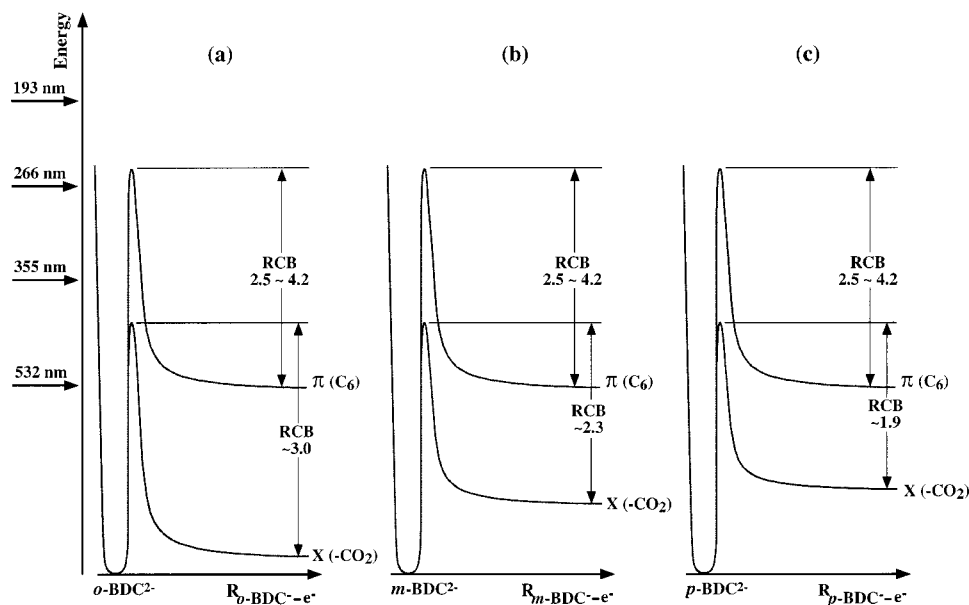 Energy
(a)
(b)
(c)
193 nm
266 nm
355 nm
532 nm
RCB
2.5 ~ 4.2
π (C6)
RCB
~3.0
X (-CO2)
o-BDC2-
Ro-BDC- - e-
RCB
2.5 ~ 4.2
π (C6)
RCB
~2.3
X (-CO2)
m-BDC2-
Rm-BDC- - e-
RCB
2.5 ~ 4.2
π (C6)
RCB
~1.9
X (-CO2)
p-BDC2-
Rp-BDC- - e-